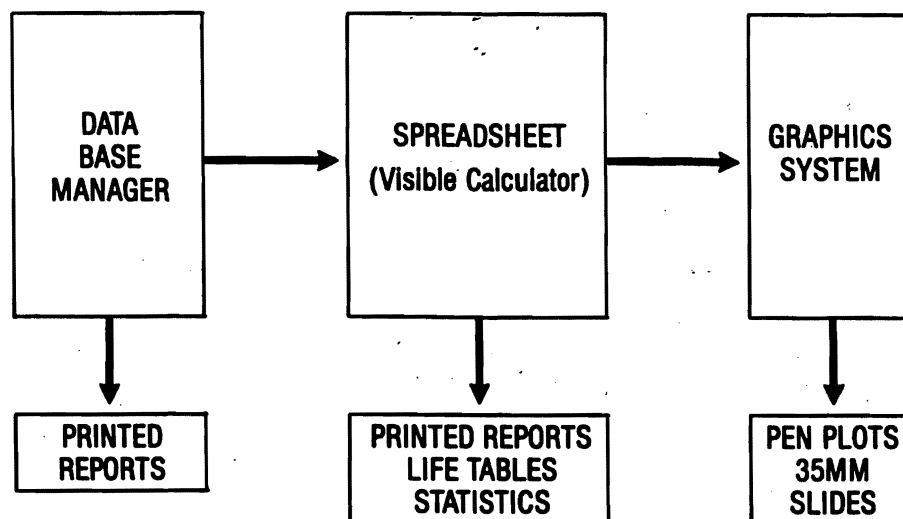 DATA
BASE
MANAGER
SPREADSHEET
(Visible Calculator)
GRAPHICS
SYSTEM
PRINTED
REPORTS
PRINTED REPORTS
LIFE TABLES
STATISTICS
PEN PLOTS
35MM
SLIDES